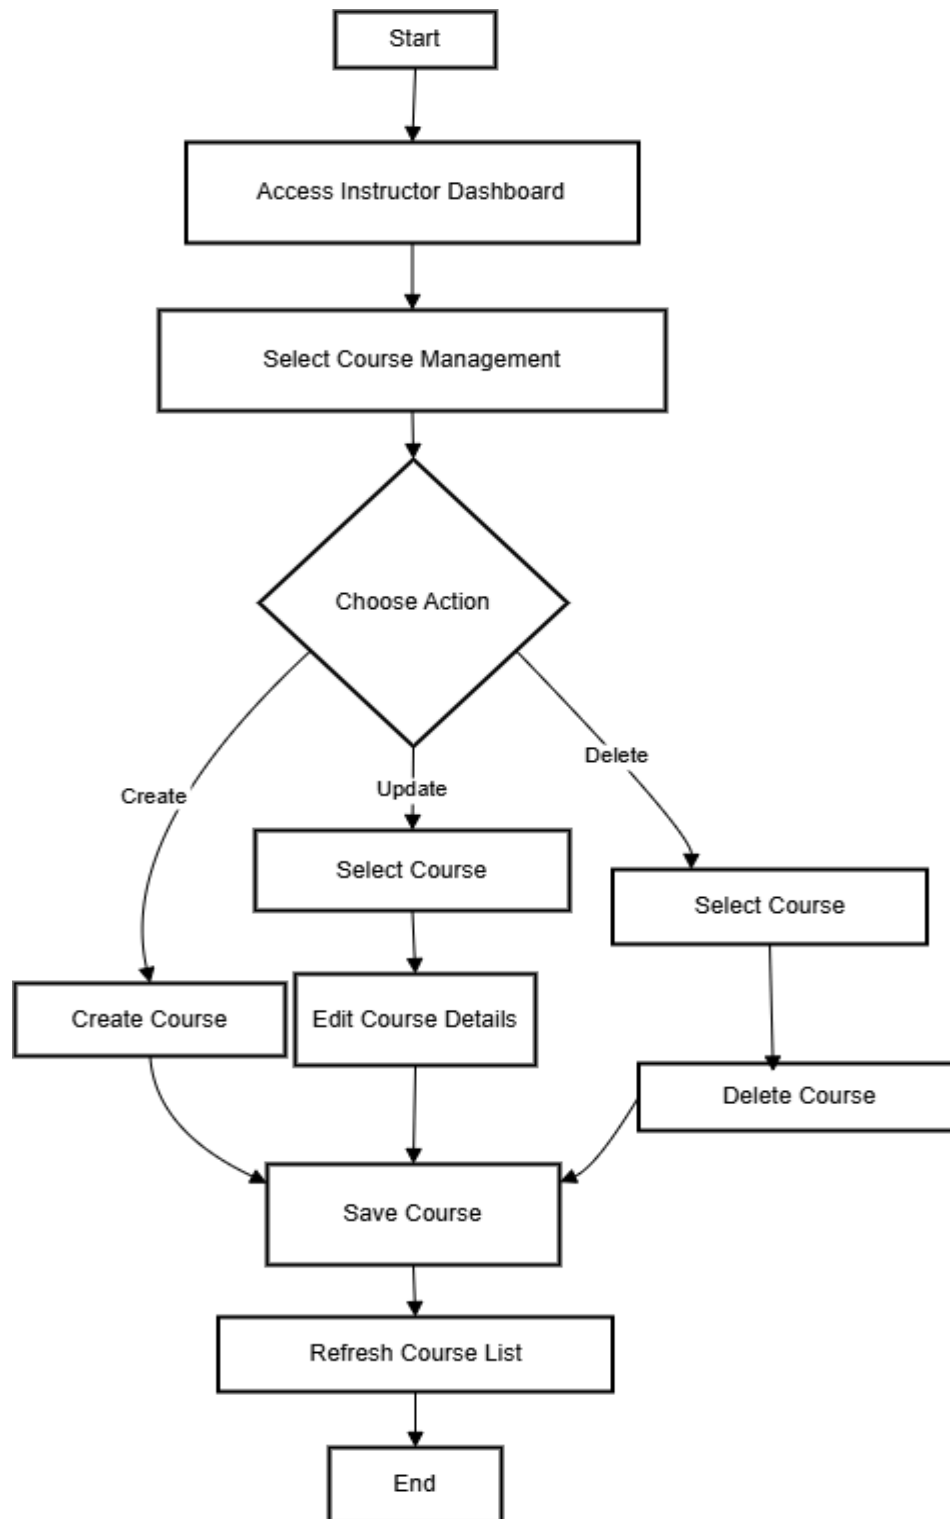 Start
Access Instructor Dashboard
Select Course Management
Choose Action
Create
Update
Delete
Select Course
Select Course
Create Course
Edit Course Details
Delete Course
Save Course
Refresh Course List
End